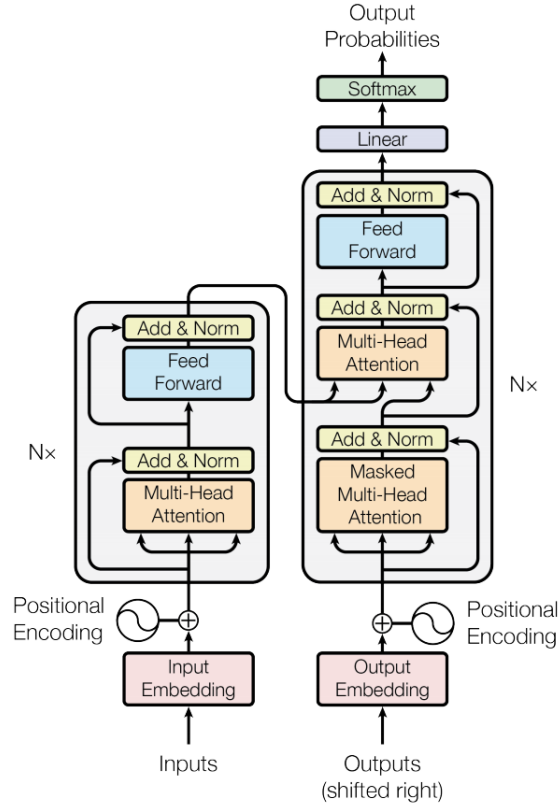 Output
Probabilities
Softmax
Linear
Add & Norm
Feed
Forward
Add & Norm
Multi-Head
Attention
Add & Norm
Masked
Multi-Head
Attention
N×
Add & Norm
Feed
Forward
Add & Norm
Multi-Head
Attention
N×
Positional
Encoding
Positional
Encoding
Input
Embedding
Output
Embedding
Inputs
Outputs
(shifted right)